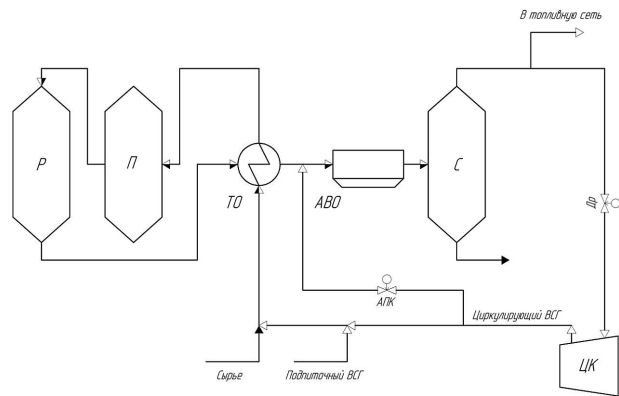 В топливную сеть
Р
П
С
ТО
АВО
Др
АПК
Циркулирующий ВСГ
ЦК
Сырье
Подпиточный ВСГ